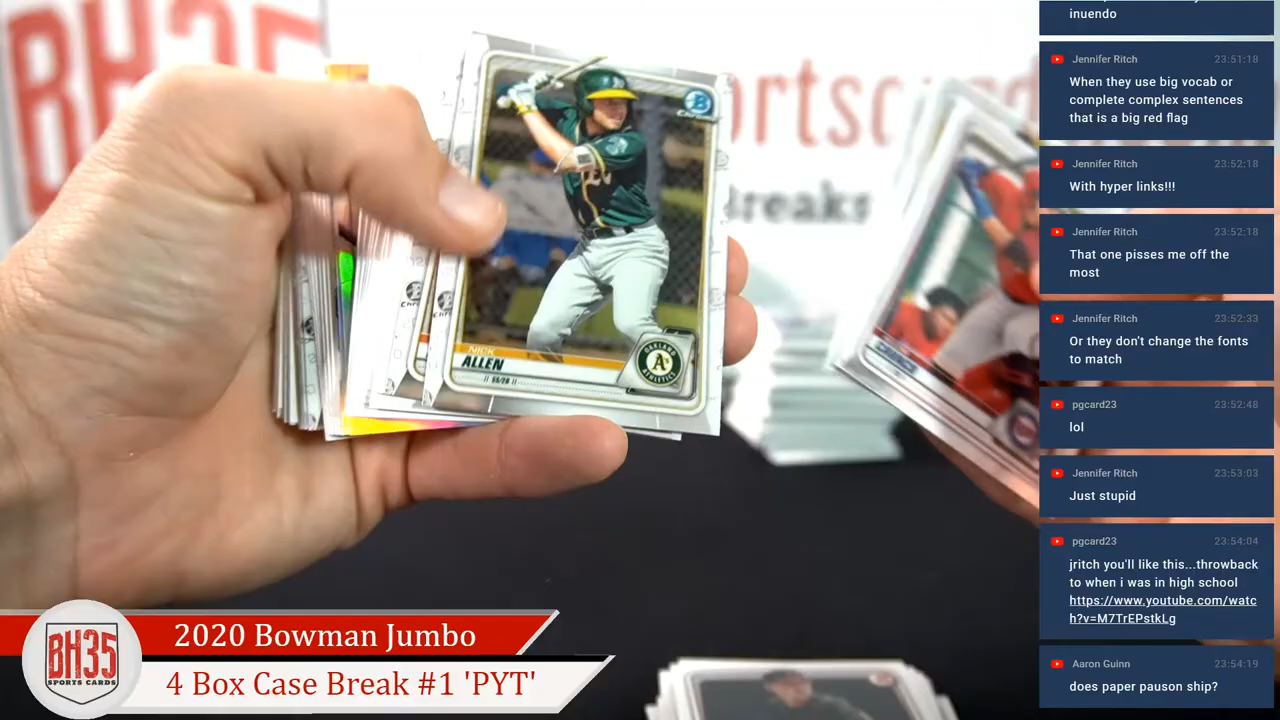 inuendo
Jennifer Ritch 23:51:18
When they use big vocab or
complete complex sentences
that is a big red flag
Jennifer Ritch 23:52:18
With hyper links!!!
Jennifer Ritch 23:52:18
That one pisses me off the
most
Jennifer Ritch 23:52:33
Or they don't change the fonts
to match
pgcard23 23:52:48
lol
Jennifer Ritch 23:53:03
Just stupid
pgcard23 23:54:04
jritch you'll like this...throwback
to when i was in high school
https://www.youtube.com/watc
h?v=M7TrEPstkLg
Aaron Guinn 23:54:19
does paper pauson ship?
BH35
ortsca
Breaks
NICK
ALLEN
OAKLAND
A's
ATHLETICS
BH35
SPORTS CARDS
2020 Bowman Jumbo
4 Box Case Break #1 'PYT'